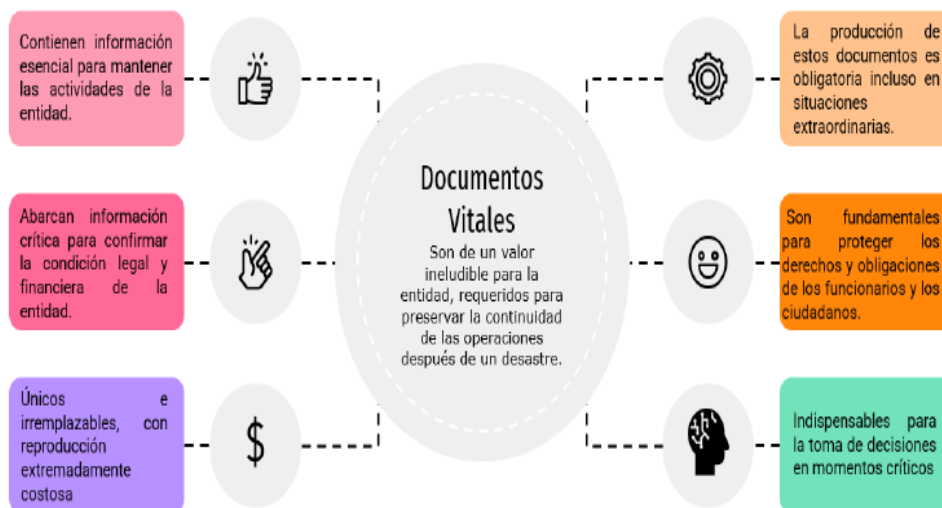 Contienen información
esencial para mantener
las actividades de la
entidad.
Abarcan información
crítica para confirmar
la condición legal y
financiera de la
entidad.
Únicos e
irremplazables, con
reproducción
extremadamente
costosa
Documentos
Vitales
Son de un valor
ineludible para la
entidad, requeridos para
preservar la continuidad
de las operaciones
después de un desastre.
La producción de
estos documentos es
obligatoria incluso en
situaciones
extraordinarias.
Son fundamentales
para proteger los
derechos y obligaciones
de los funcionarios y los
ciudadanos.
Indispensables para
la toma de decisiones
en momentos críticos